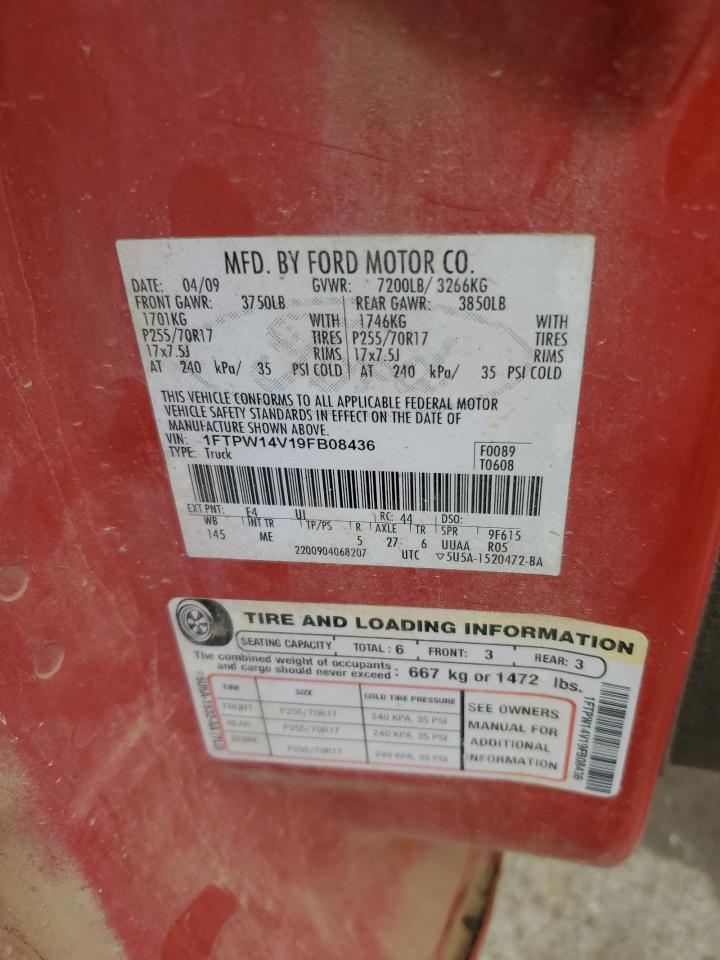 MFD. BY FORD MOTOR CO.
DATE: 04/09 GVWR: 7200LB/ 3266KG
FRONT GAWR: 3750LB REAR GAWR: 3850LB
1701KG WITH 1746KG WITH
P255/70R17 TIRES P255/70R17 TIRES
17x7.5J RIMS 17x7.5J RIMS
AT 240 kPa/ 35 PSI COLD AT 240 kPa/ 35 PSI COLD
THIS VEHICLE CONFORMS TO ALL APPLICABLE FEDERAL MOTOR
VEHICLE SAFETY STANDARDS IN EFFECT ON THE DATE OF
MANUFACTURE SHOWN ABOVE.
VIN: 1FTPW14V19FB08436
TYPE: Truck
F0089
T0608
EXT PNT: E4 UL RC: 44 DSO:
WB INT TR TP/PS R AXLE TR SPR 9F615
145 ME 5 27 6 UUAA R05
2200904068207 UTC ▽5U5A-1520472-BA
Ford
TIRE AND LOADING INFORMATION
SEATING CAPACITY TOTAL: 6 FRONT: 3 REAR: 3
The combined weight of occupants
and cargo should never exceed: 667 kg or 1472 lbs.
TIRE SIZE COLD TIRE PRESSURE
FRONT P255/70R17 240 KPA, 35 PSI
REAR P255/70R17 240 KPA, 35 PSI
SPARE P255/70R17 240 KPA, 35 PSI
SEE OWNERS
MANUAL FOR
ADDITIONAL
INFORMATION
1FTPW14V19FB08436